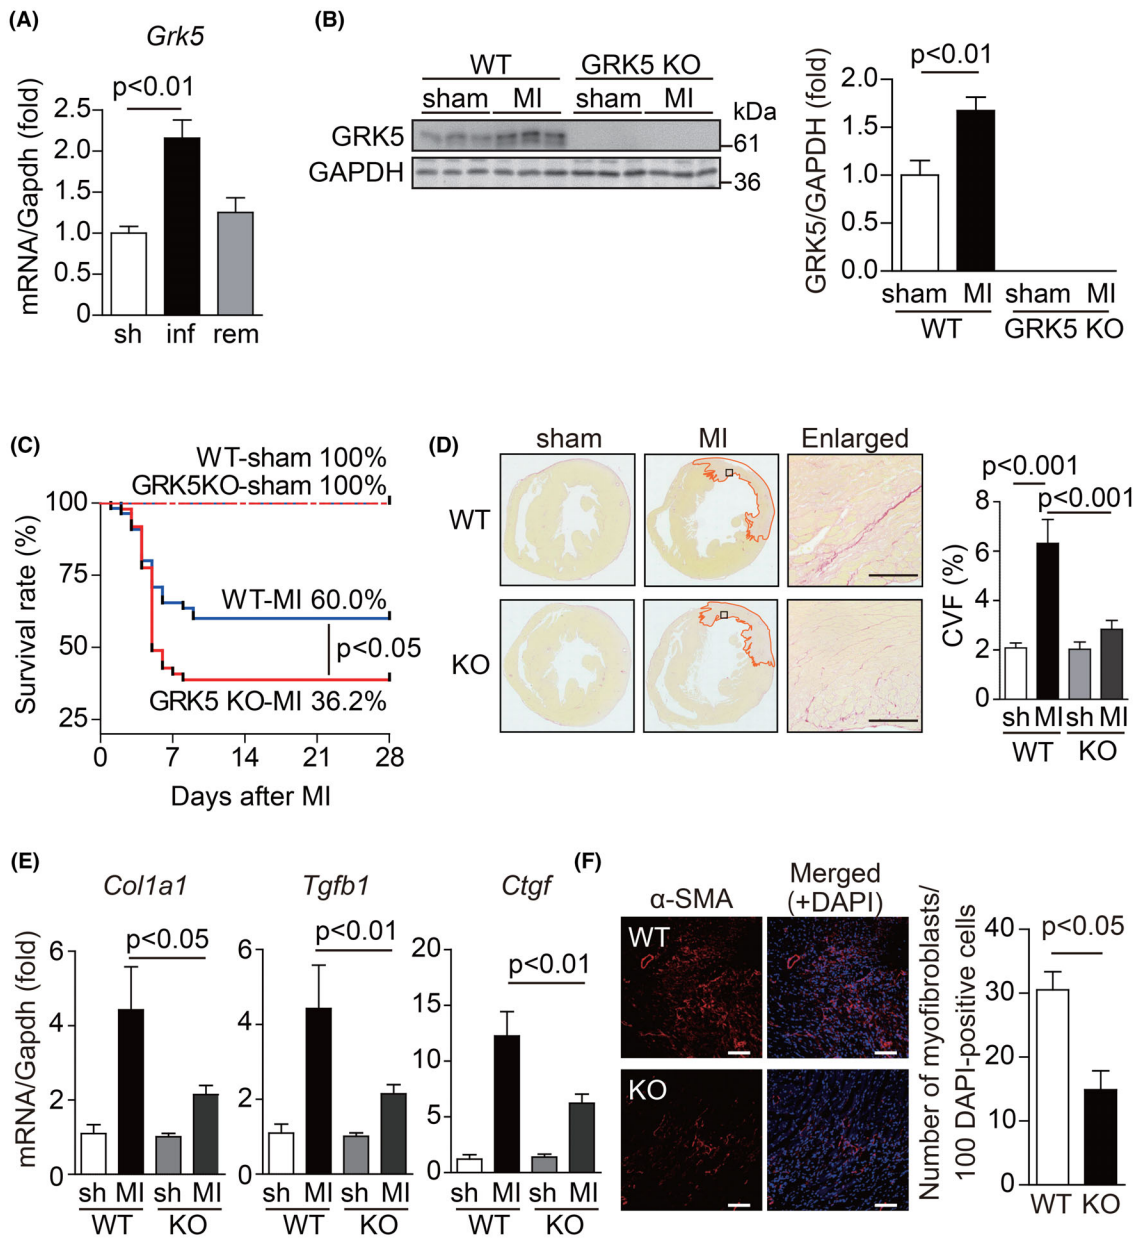 (A)
Grk5
p<0.01
mRNA/Gapdh (fold)
2.5
2.0
1.5
1.0
0.5
0
sh inf rem
(B)
WT GRK5 KO
sham MI sham MI
kDa
GRK5
61
GAPDH
36
p<0.01
GRK5/GAPDH (fold)
2.0
1.5
1.0
0.5
0.0
sham MI sham MI
WT GRK5 KO
(C)
WT-sham 100%
GRK5KO-sham 100%
Survival rate (%)
100
75
50
25
WT-MI 60.0%
p<0.05
GRK5 KO-MI 36.2%
0 7 14 21 28
Days after MI
(D)
sham MI Enlarged
WT
KO
p<0.001
p<0.001
CVF (%)
8
6
4
2
0
sh MI sh MI
WT KO
(E)
Col1a1
p<0.05
mRNA/Gapdh (fold)
6
4
2
0
sh MI sh MI
WT KO
Tgfb1
p<0.01
6
4
2
0
sh MI sh MI
WT KO
Ctgf
p<0.01
20
15
10
5
0
sh MI sh MI
WT KO
(F)
α-SMA
Merged
(+DAPI)
WT
KO
Number of myofibroblasts/
100 DAPI-positive cells
p<0.05
40
30
20
10
0
WT KO